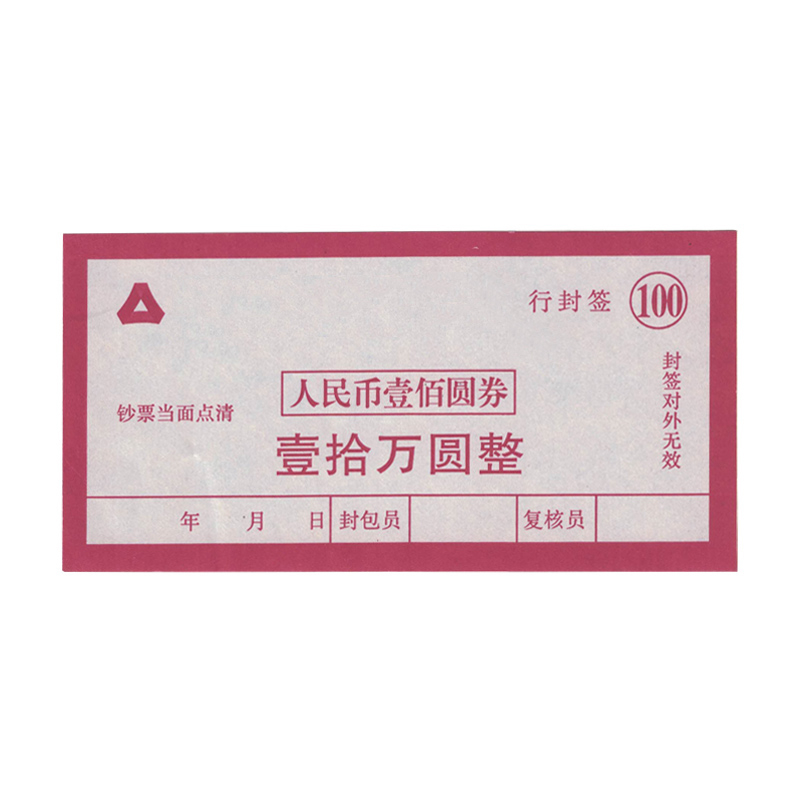 行封签 100
封签对外无效
人民币壹佰圆券
钞票当面点清
壹拾万圆整
年 月 日 封包员 复核员